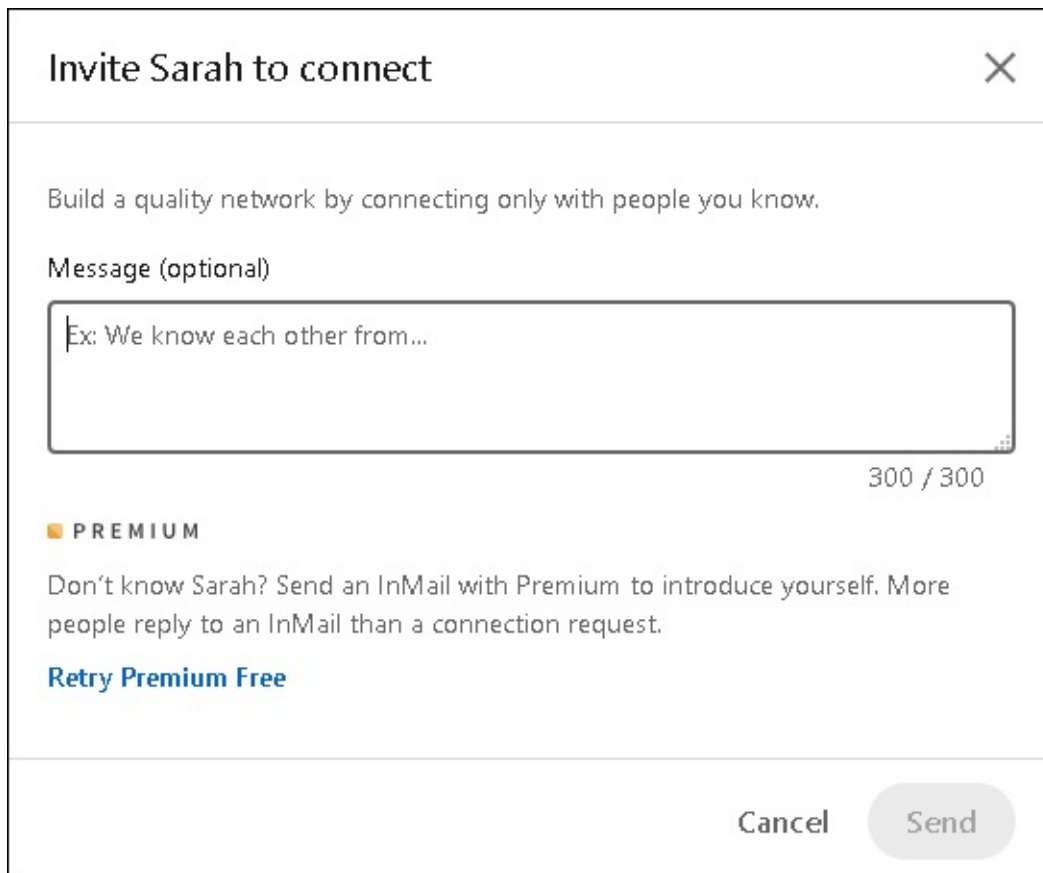 Invite Sarah to connect
Build a quality network by connecting only with people you know.
Message (optional)
Ex: We know each other from...
300 / 300
PREMIUM
Don't know Sarah? Send an InMail with Premium to introduce yourself. More
people reply to an InMail than a connection request.
Retry Premium Free
Cancel Send